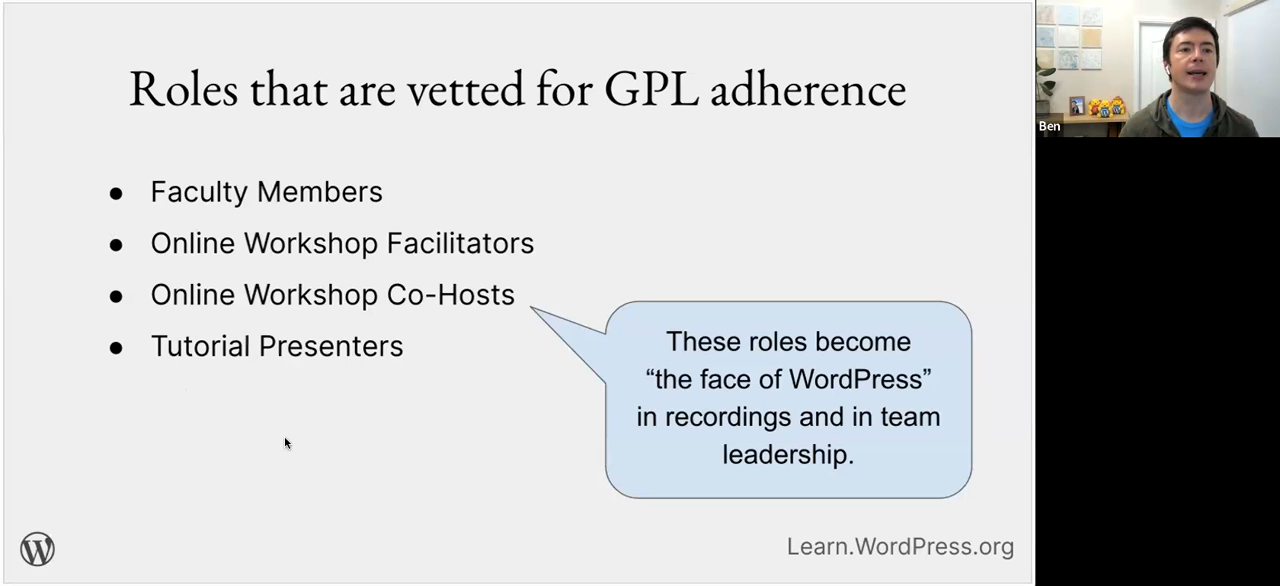 Roles that are vetted for GPL adherence
● Faculty Members
● Online Workshop Facilitators
● Online Workshop Co-Hosts
● Tutorial Presenters
These roles become
“the face of WordPress”
in recordings and in team
leadership.
Learn.WordPress.org
Ben